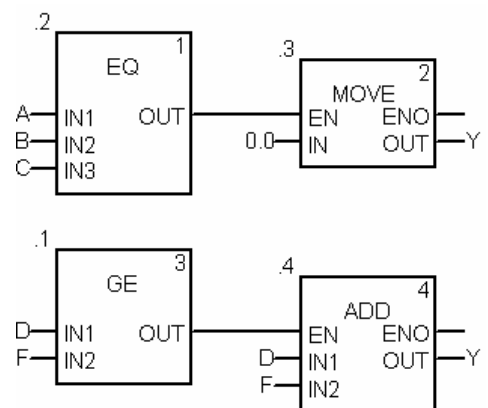 .2
1
EQ
A IN1 OUT
B IN2
C IN3
.3
2
MOVE
EN ENO
0.0 IN OUT Y
.1
3
GE
D IN1 OUT
F IN2
.4
4
ADD
EN ENO
D IN1 OUT Y
F IN2